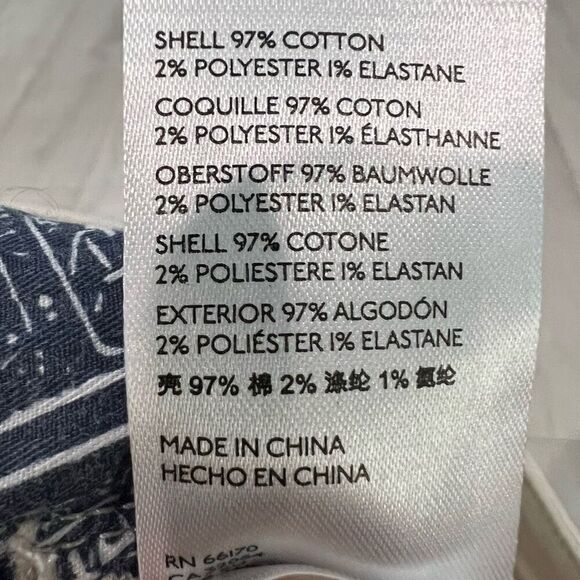 SHELL 97% COTTON
2% POLYESTER 1% ELASTANE
COQUILLE 97% COTON
2% POLYESTER 1% ÉLASTHANNE
OBERSTOFF 97% BAUMWOLLE
2% POLYESTER 1% ELASTAN
SHELL 97% COTONE
2% POLIESTERE 1% ELASTAN
EXTERIOR 97% ALGODÓN
2% POLIÉSTER 1% ELASTANE
97% 棉 2% 涤纶 1% 氨纶
MADE IN CHINA
HECHO EN CHINA
RN 66170